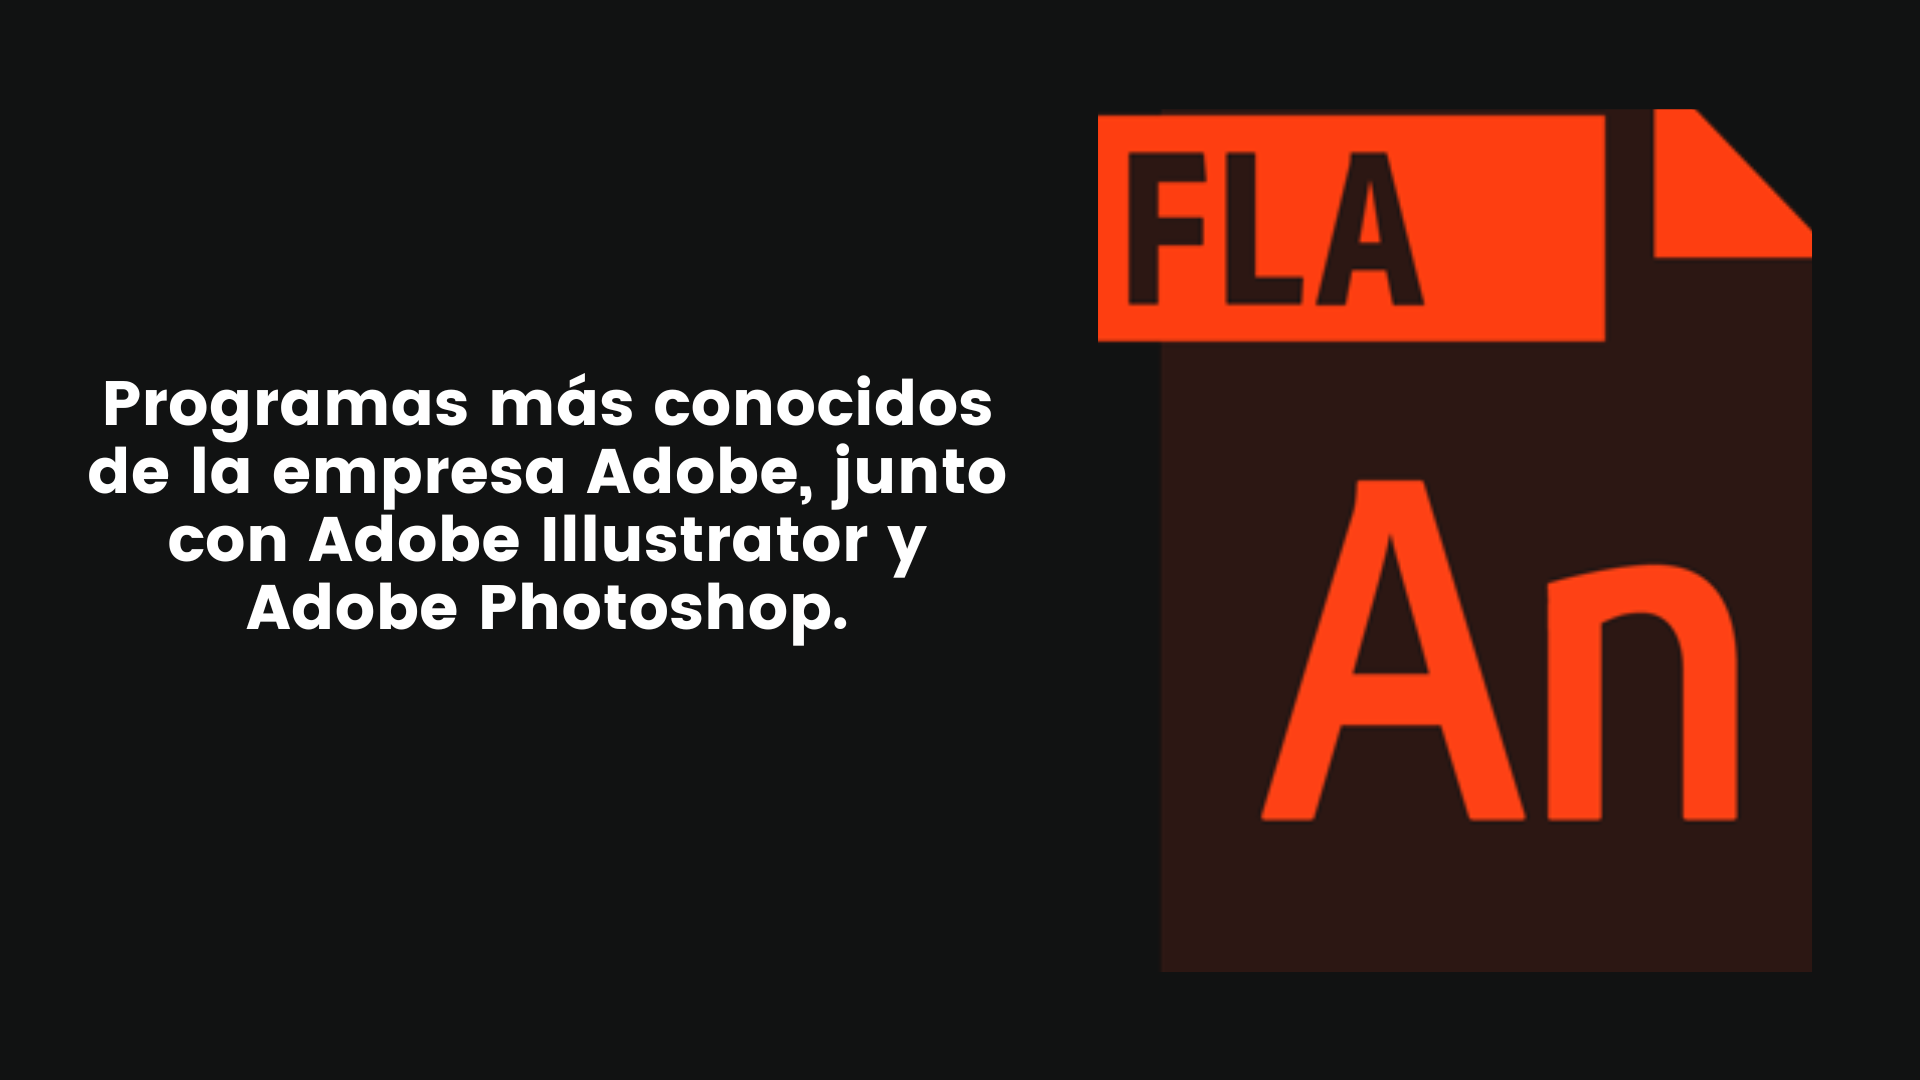 Programas más conocidos
de la empresa Adobe, junto
con Adobe Illustrator y
Adobe Photoshop.
FLA
An